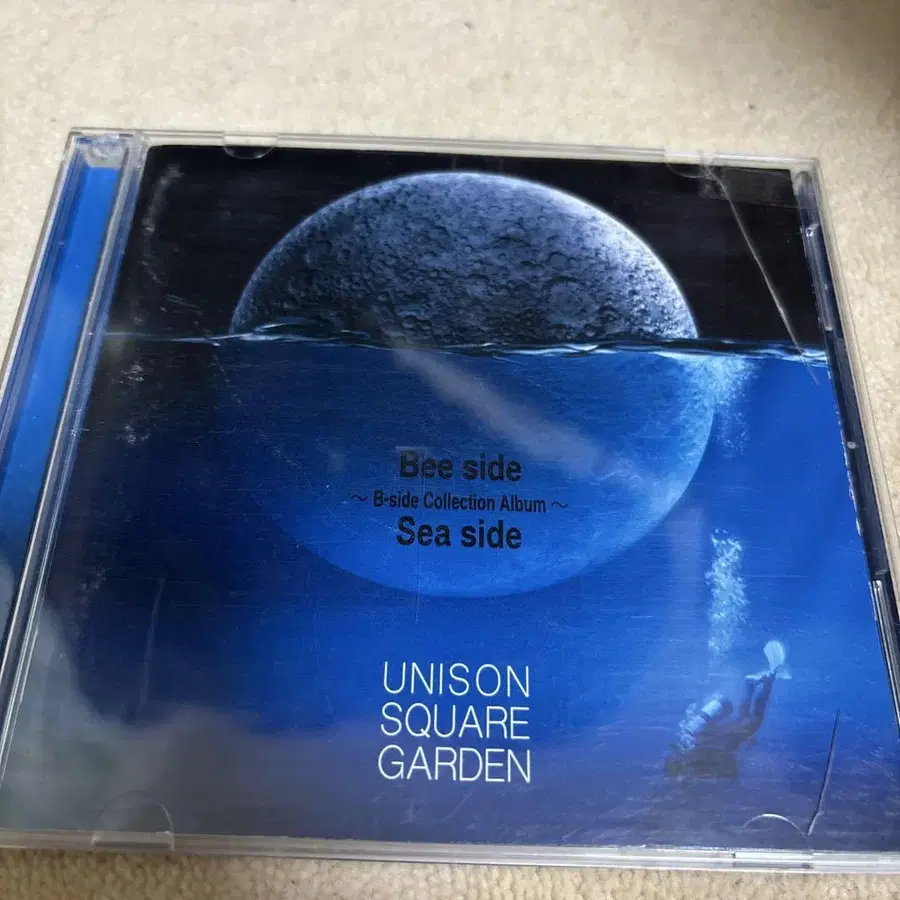 Bee side
~ B-side Collection Album ~
Sea side
UNISON
SQUARE
GARDEN